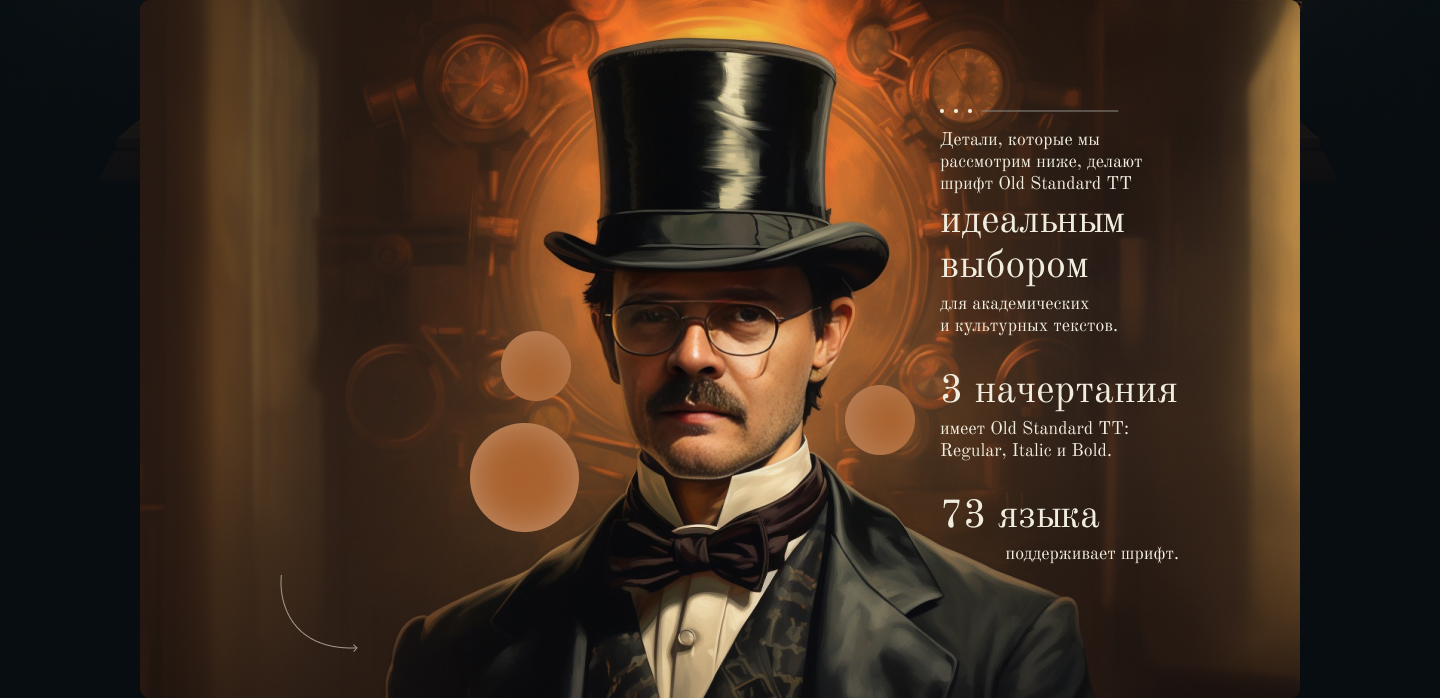 Детали, которые мы
рассмотрим ниже, делают
шрифт Old Standard TT
идеальным
выбором
для академических
и культурных текстов.
3 начертания
имеет Old Standard TT:
Regular, Italic и Bold.
73 языка
поддерживает шрифт.